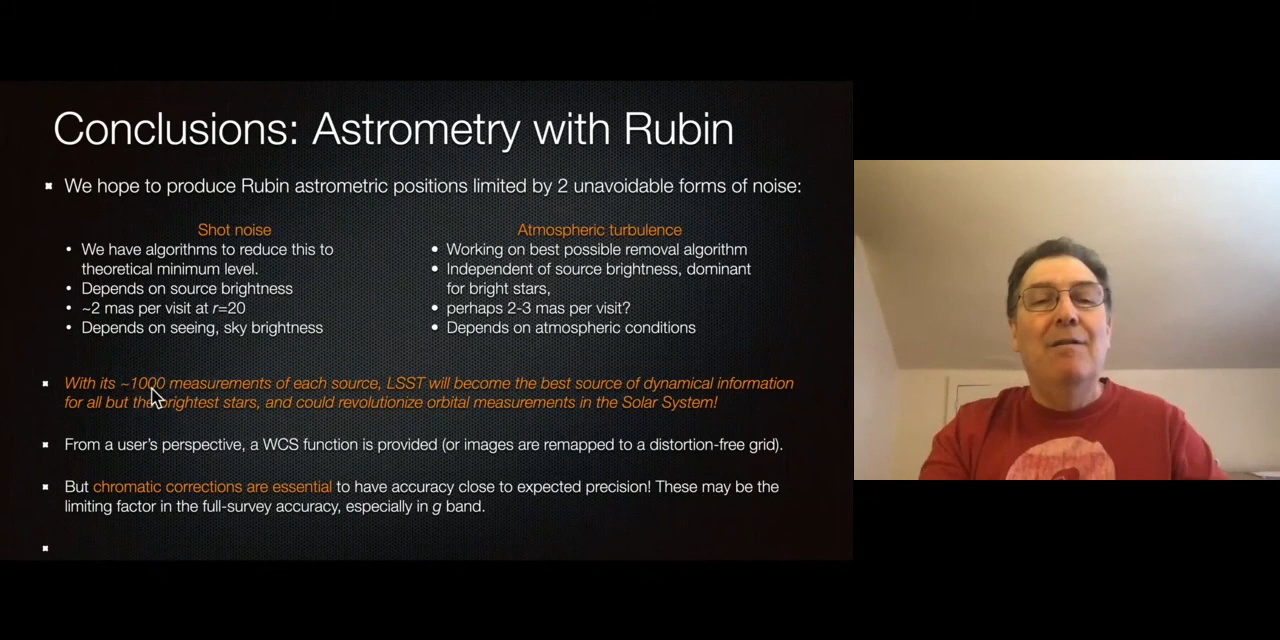 Conclusions: Astrometry with Rubin
We hope to produce Rubin astrometric positions limited by 2 unavoidable forms of noise:
Shot noise
• We have algorithms to reduce this to
theoretical minimum level.
• Depends on source brightness
• ~2 mas per visit at r=20
• Depends on seeing, sky brightness
Atmospheric turbulence
• Working on best possible removal algorithm
• Independent of source brightness, dominant
for bright stars,
• perhaps 2-3 mas per visit?
• Depends on atmospheric conditions
With its ~1000 measurements of each source, LSST will become the best source of dynamical information
for all but the brightest stars, and could revolutionize orbital measurements in the Solar System!
From a user's perspective, a WCS function is provided (or images are remapped to a distortion-free grid).
But chromatic corrections are essential to have accuracy close to expected precision! These may be the
limiting factor in the full-survey accuracy, especially in g band.